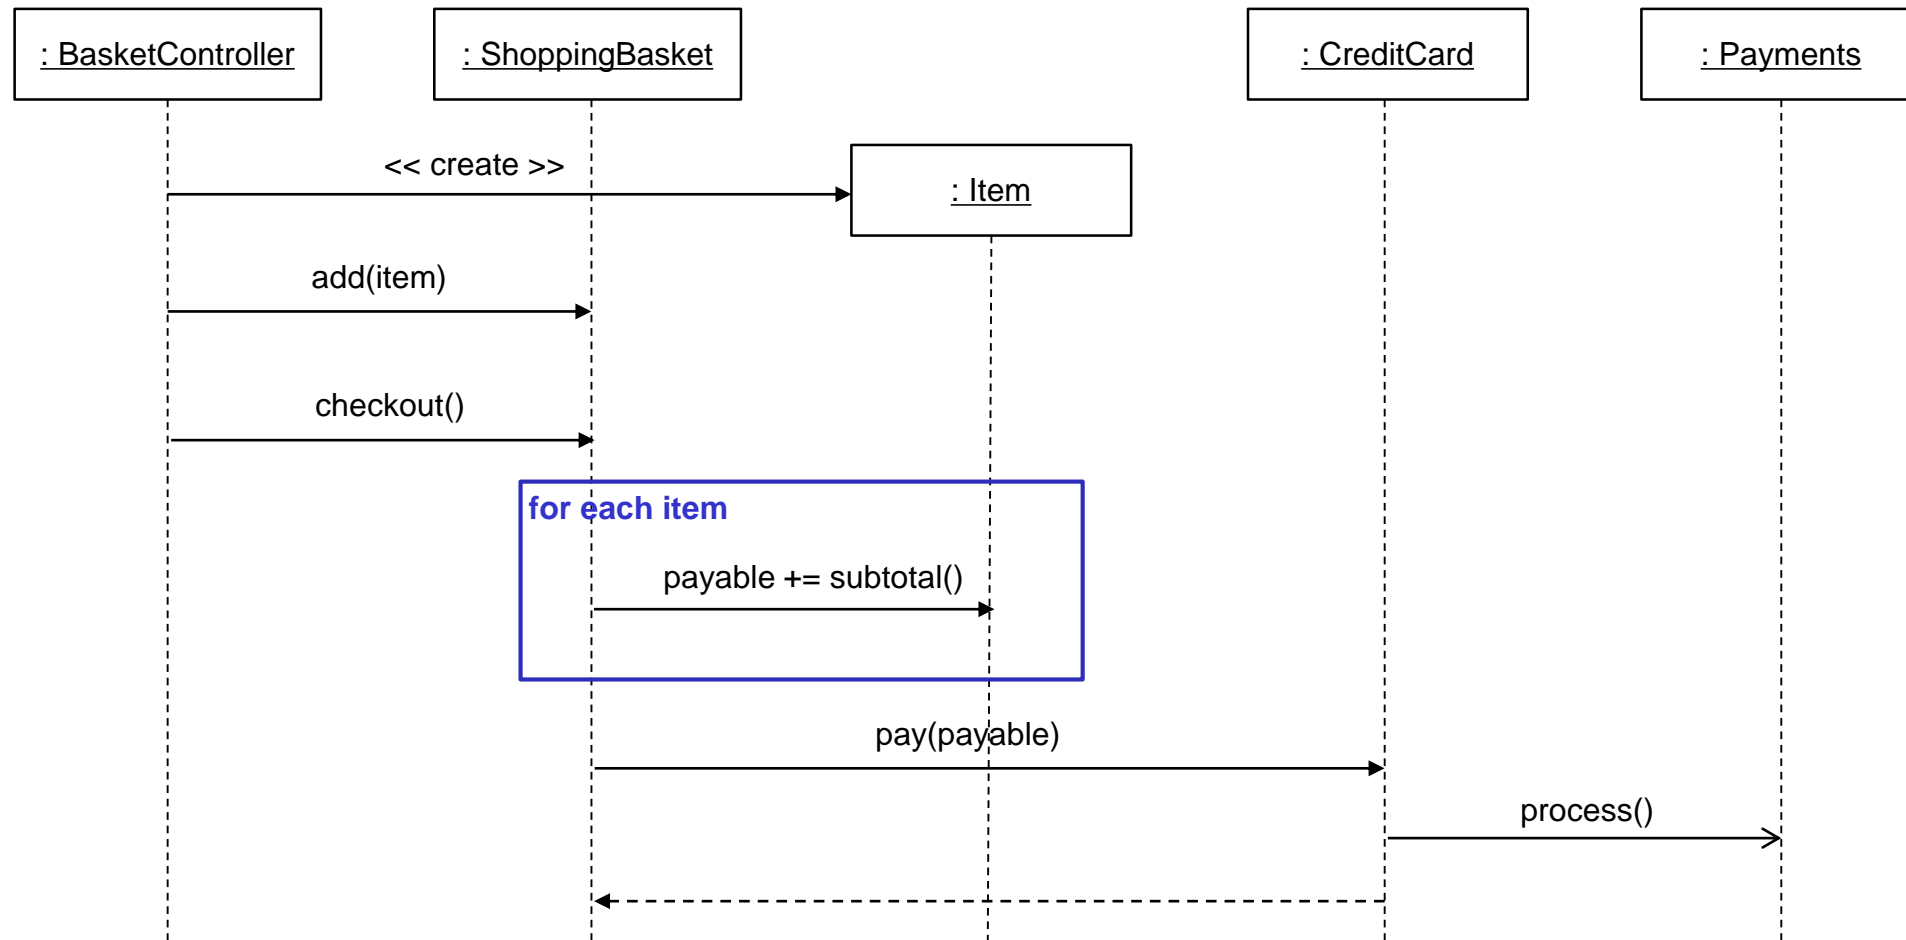 : BasketController
: ShoppingBasket
: CreditCard
: Payments
<< create >>
: Item
add(item)
checkout()
for each item
payable += subtotal()
pay(payable)
process()